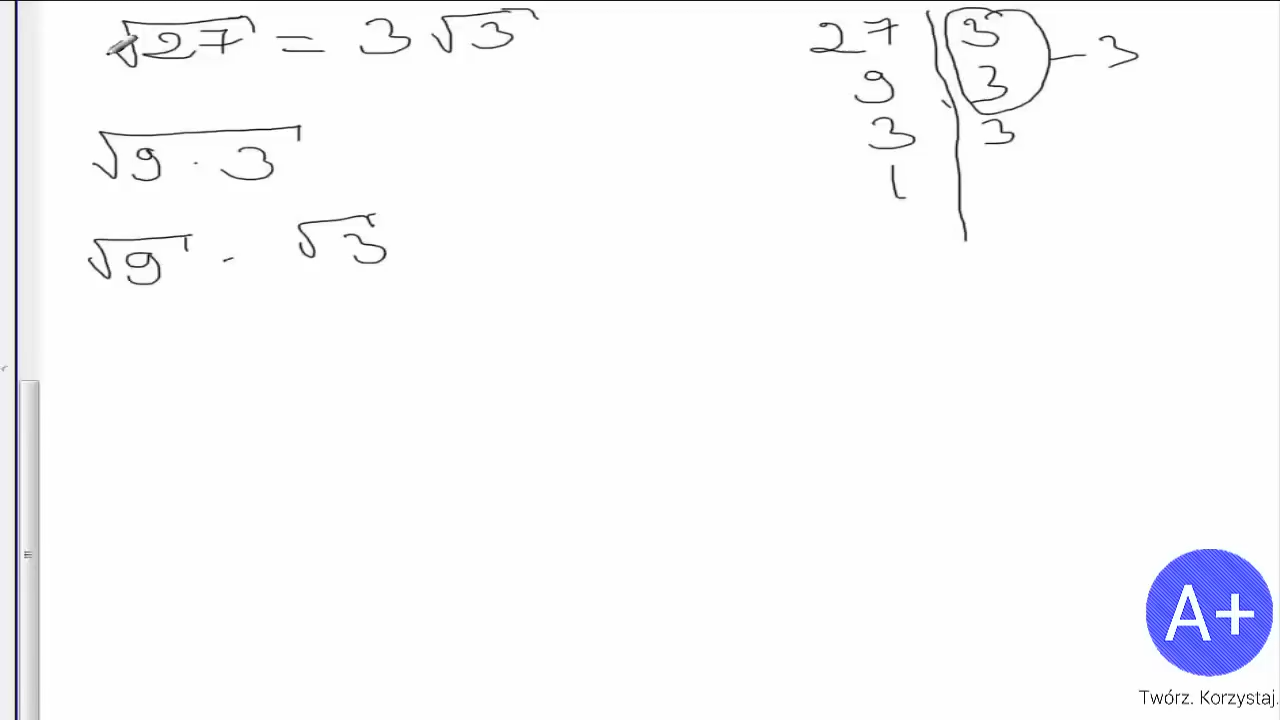 √27 = 3√3
√9 · 3
√9 · √3
27 | 3
9 | 3 — 3
3 | 3
1 |
A+
Twórz. Korzystaj.